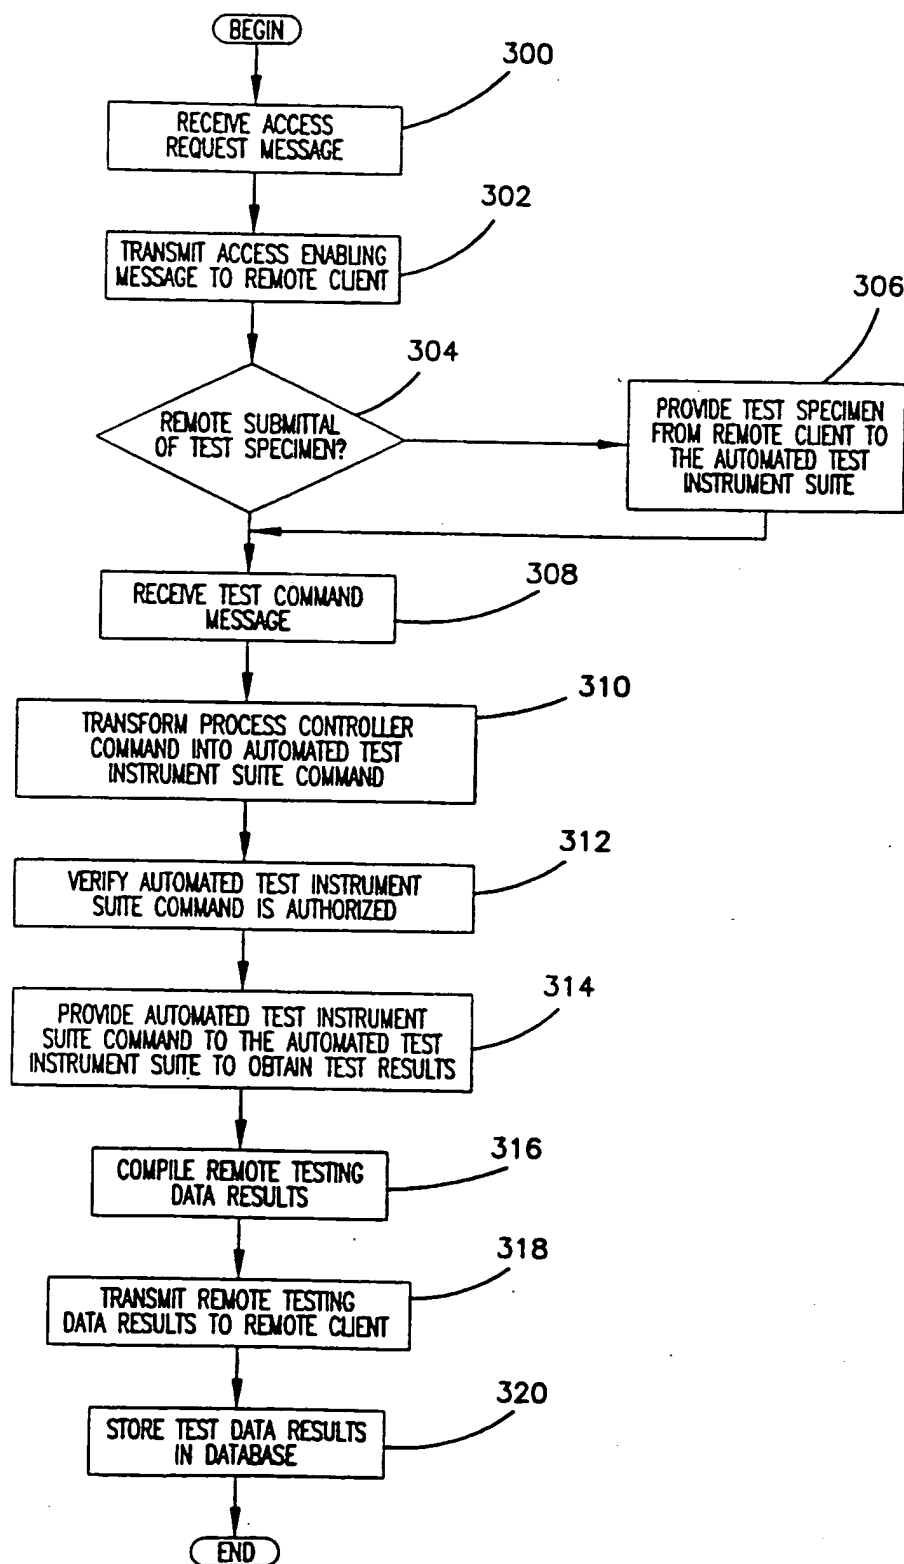 BEGIN
300
RECEIVE ACCESS
REQUEST MESSAGE
302
TRANSMIT ACCESS ENABLING
MESSAGE TO REMOTE CLIENT
304
REMOTE SUBMITTAL
OF TEST SPECIMEN?
306
PROVIDE TEST SPECIMEN
FROM REMOTE CLIENT TO
THE AUTOMATED TEST
INSTRUMENT SUITE
308
RECEIVE TEST COMMAND
MESSAGE
310
TRANSFORM PROCESS CONTROLLER
COMMAND INTO AUTOMATED TEST
INSTRUMENT SUITE COMMAND
312
VERIFY AUTOMATED TEST INSTRUMENT
SUITE COMMAND IS AUTHORIZED
314
PROVIDE AUTOMATED TEST INSTRUMENT
SUITE COMMAND TO THE AUTOMATED TEST
INSTRUMENT SUITE TO OBTAIN TEST RESULTS
316
COMPILE REMOTE TESTING
DATA RESULTS
318
TRANSMIT REMOTE TESTING
DATA RESULTS TO REMOTE CLIENT
320
STORE TEST DATA RESULTS
IN DATABASE
END